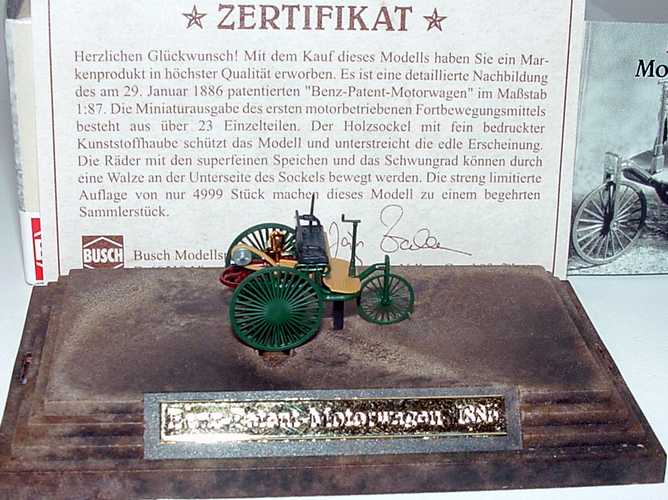 ZERTIFIKAT
Herzlichen Glückwunsch! Mit dem Kauf dieses Modells haben Sie ein Mar-
kenprodukt in höchster Qualität erworben. Es ist eine detaillierte Nachbildung
des am 29. Januar 1886 patentierten "Benz-Patent-Motorwagen" im Maßstab
1:87. Die Miniaturausgabe des ersten motorbetriebenen Fortbewegungsmittels
besteht aus über 23 Einzelteilen. Der Holzsockel mit fein bedruckter
Kunststoffhaube schützt das Modell und unterstreicht die edle Erscheinung.
Die Räder mit den superfeinen Speichen und das Schwungrad können durch
eine Walze an der Unterseite des Sockels bewegt werden. Die streng limitierte
Auflage von nur 4999 Stück machen dieses Modell zu einem begehrten
Sammlerstück.
BUSCH
Busch Modells
Mo
Benz-Patent-Motorwagen 1886